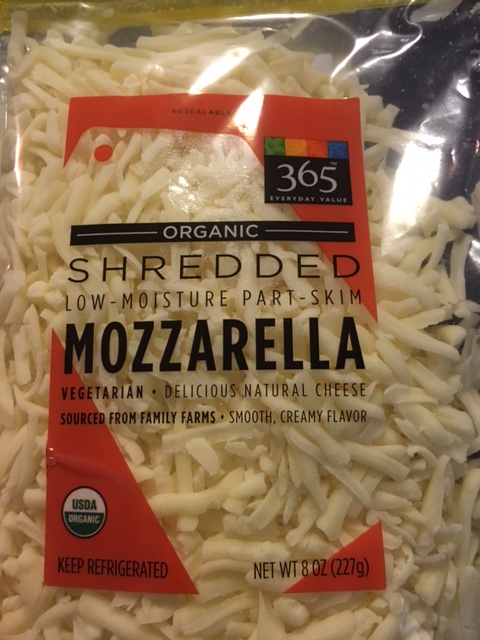 RESEALABLE
365™
EVERYDAY VALUE
ORGANIC
SHREDDED
LOW-MOISTURE PART-SKIM
MOZZARELLA
VEGETARIAN • DELICIOUS NATURAL CHEESE
SOURCED FROM FAMILY FARMS • SMOOTH, CREAMY FLAVOR
USDA
ORGANIC
KEEP REFRIGERATED NET WT 8 OZ (227g)